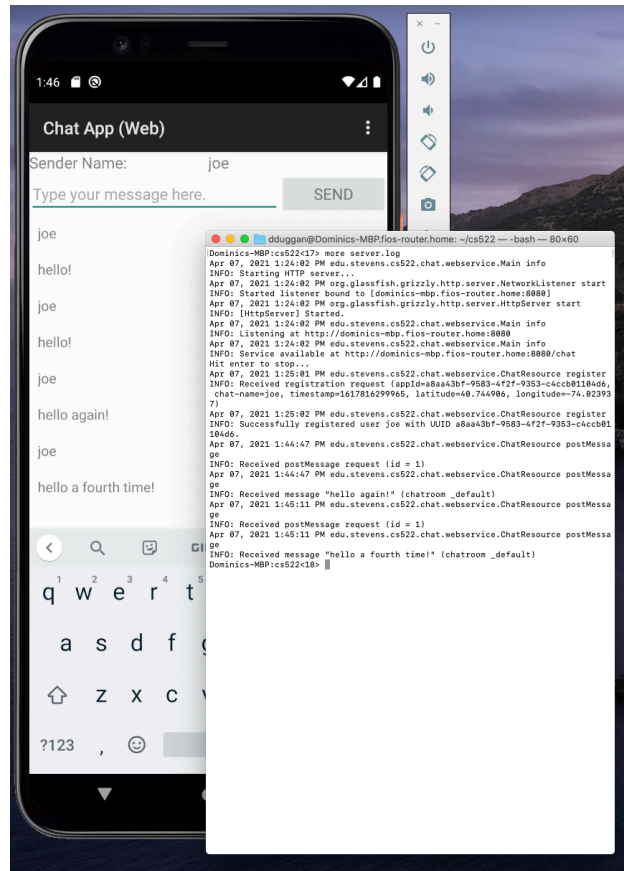 1:46
Chat App (Web)
Sender Name: joe
Type your message here. SEND
joe
hello!
joe
hello!
joe
hello again!
joe
hello a fourth time!
GI
q1 w2 e3 r4 t5
a s d f g
z x c v
?123 ,
dduggan@Dominics-MBP.fios-router.home: ~/cs522 — -bash — 80×60
[Dominics-MBP:cs522<17> more server.log ]
Apr 07, 2021 1:24:02 PM edu.stevens.cs522.chat.webservice.Main info
INFO: Starting HTTP server...
Apr 07, 2021 1:24:02 PM org.glassfish.grizzly.http.server.NetworkListener start
INFO: Started listener bound to [dominics-mbp.fios-router.home:8080]
Apr 07, 2021 1:24:02 PM org.glassfish.grizzly.http.server.HttpServer start
INFO: [HttpServer] Started.
Apr 07, 2021 1:24:02 PM edu.stevens.cs522.chat.webservice.Main info
INFO: Listening at http://dominics-mbp.fios-router.home:8080
Apr 07, 2021 1:24:02 PM edu.stevens.cs522.chat.webservice.Main info
INFO: Service available at http://dominics-mbp.fios-router.home:8080/chat
Hit enter to stop...
Apr 07, 2021 1:25:01 PM edu.stevens.cs522.chat.webservice.ChatResource register
INFO: Received registration request (appId=a8aa43bf-9583-4f2f-9353-c4ccb01104d6,
chat-name=joe, timestamp=1617816299965, latitude=40.744906, longitude=-74.02393
7)
Apr 07, 2021 1:25:02 PM edu.stevens.cs522.chat.webservice.ChatResource register
INFO: Successfully registered user joe with UUID a8aa43bf-9583-4f2f-9353-c4ccb01
104d6.
Apr 07, 2021 1:44:47 PM edu.stevens.cs522.chat.webservice.ChatResource postMessa
ge
INFO: Received postMessage request (id = 1)
Apr 07, 2021 1:44:47 PM edu.stevens.cs522.chat.webservice.ChatResource postMessa
ge
INFO: Received message "hello again!" (chatroom _default)
Apr 07, 2021 1:45:11 PM edu.stevens.cs522.chat.webservice.ChatResource postMessa
ge
INFO: Received postMessage request (id = 1)
Apr 07, 2021 1:45:11 PM edu.stevens.cs522.chat.webservice.ChatResource postMessa
ge
INFO: Received message "hello a fourth time!" (chatroom _default)
Dominics-MBP:cs522<18>